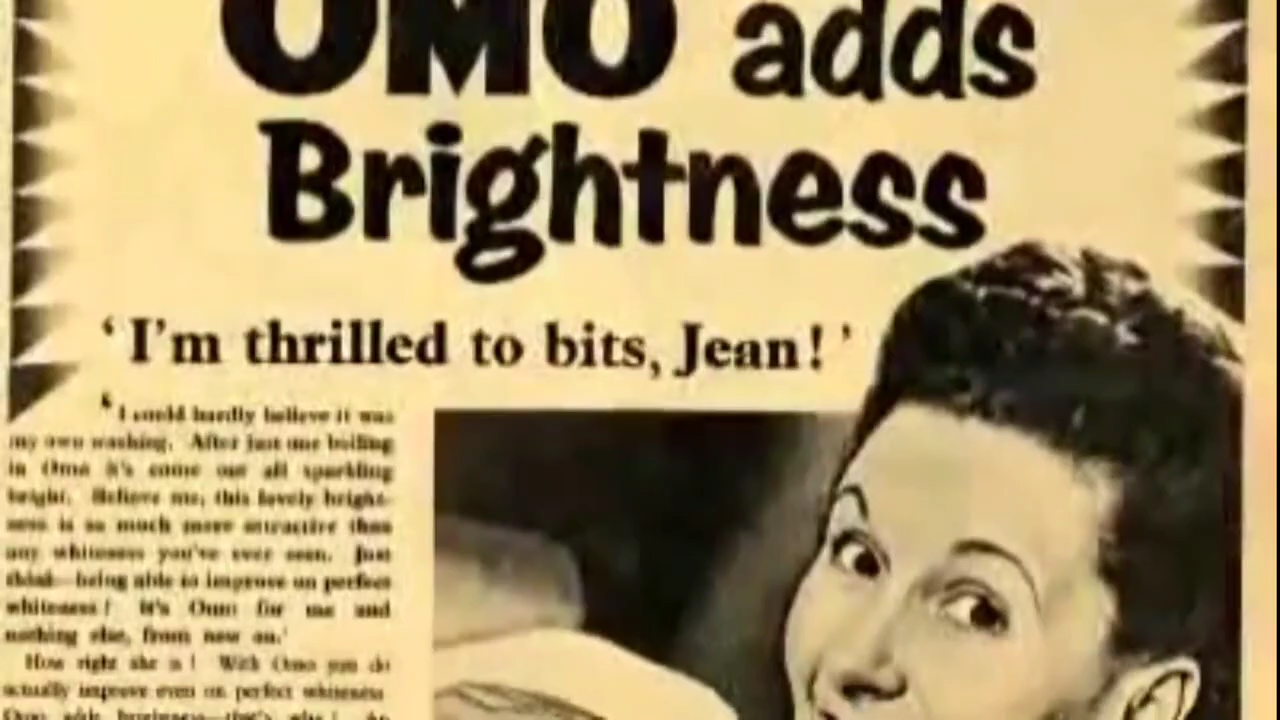 OMO adds
Brightness
‘I'm thrilled to bits, Jean!’
‘I could hardly believe it was
my own washing. After just one boiling
in Omo it's come out all sparkling
bright. Believe me, this lovely bright-
ness is so much more attractive than
any whiteness you've ever seen. Just
think—being able to improve on perfect
whiteness! It's Omo for me and
nothing else, from now on.’
How right she is! With Omo you do
actually improve even on perfect whiteness
Omo adds brightness—that's why!